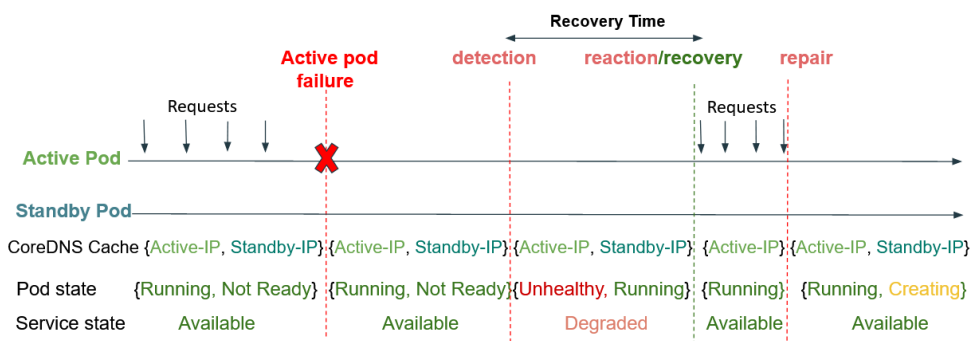 Recovery Time
Active pod
failure
detection
reaction/recovery
repair
Requests
Requests
Active Pod
Standby Pod
CoreDNS Cache {Active-IP, Standby-IP} {Active-IP, Standby-IP} {Active-IP, Standby-IP} {Active-IP} {Active-IP, Standby-IP}
Pod state {Running, Not Ready} {Running, Not Ready} {Unhealthy, Running} {Running} {Running, Creating}
Service state Available Available Degraded Available Available